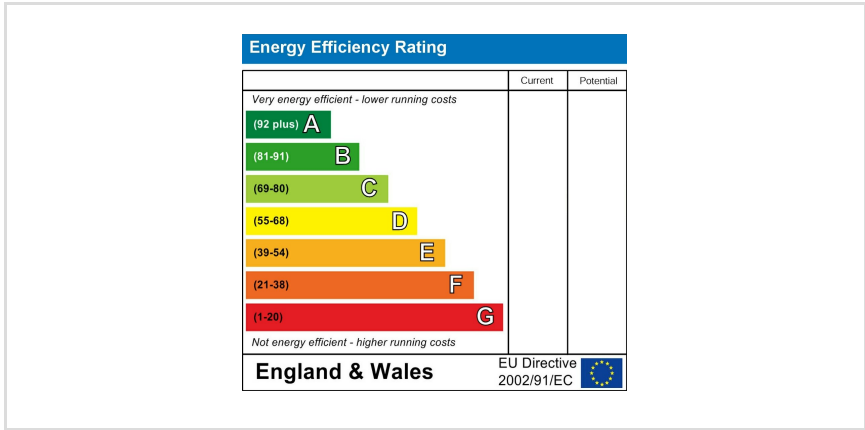 Energy Efficiency Rating
Current Potential
Very energy efficient - lower running costs
(92 plus) A
(81-91) B
(69-80) C
(55-68) D
(39-54) E
(21-38) F
(1-20) G
Not energy efficient - higher running costs
England & Wales
EU Directive
2002/91/EC